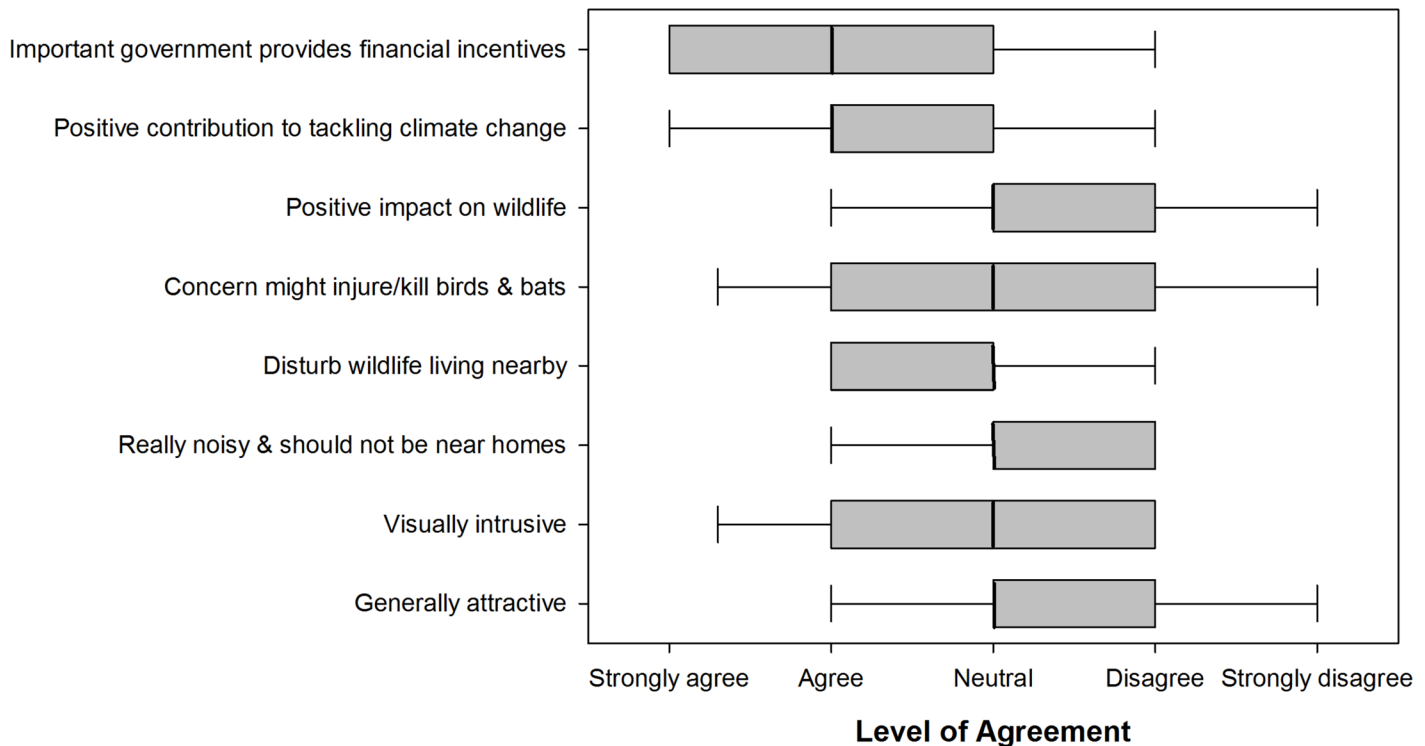 Important government provides financial incentives
Positive contribution to tackling climate change
Positive impact on wildlife
Concern might injure/kill birds & bats
Disturb wildlife living nearby
Really noisy & should not be near homes
Visually intrusive
Generally attractive
Strongly agree Agree Neutral Disagree Strongly disagree
Level of Agreement